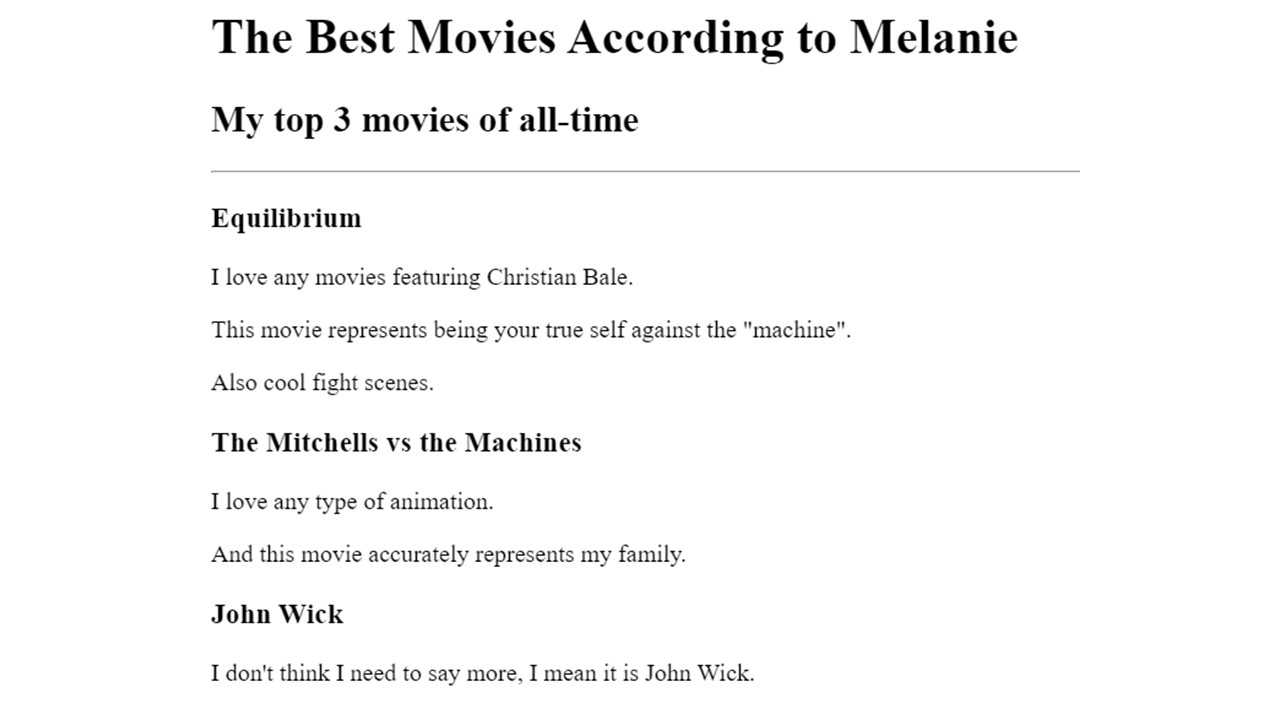 The Best Movies According to Melanie
My top 3 movies of all-time
Equilibrium
I love any movies featuring Christian Bale.
This movie represents being your true self against the "machine".
Also cool fight scenes.
The Mitchells vs the Machines
I love any type of animation.
And this movie accurately represents my family.
John Wick
I don't think I need to say more, I mean it is John Wick.